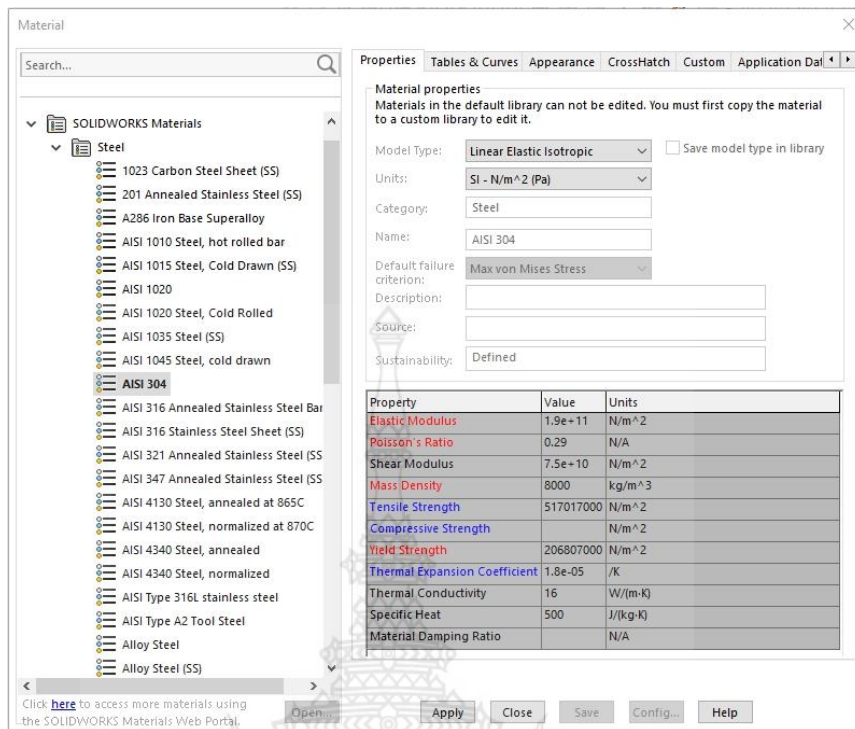 Material
Search...
SOLIDWORKS Materials
Steel
1023 Carbon Steel Sheet (SS)
201 Annealed Stainless Steel (SS)
A286 Iron Base Superalloy
AISI 1010 Steel, hot rolled bar
AISI 1015 Steel, Cold Drawn (SS)
AISI 1020
AISI 1020 Steel, Cold Rolled
AISI 1035 Steel (SS)
AISI 1045 Steel, cold drawn
AISI 304
AISI 316 Annealed Stainless Steel Bar
AISI 316 Stainless Steel Sheet (SS)
AISI 321 Annealed Stainless Steel (SS
AISI 347 Annealed Stainless Steel (SS
AISI 4130 Steel, annealed at 865C
AISI 4130 Steel, normalized at 870C
AISI 4340 Steel, annealed
AISI 4340 Steel, normalized
AISI Type 316L stainless steel
AISI Type A2 Tool Steel
Alloy Steel
Alloy Steel (SS)
Click here to access more materials using
the SOLIDWORKS Materials Web Portal.
Open...
Properties Tables & Curves Appearance CrossHatch Custom Application Dat
Material properties
Materials in the default library can not be edited. You must first copy the material
to a custom library to edit it.
Model Type: Linear Elastic Isotropic Save model type in library
Units: SI - N/m^2 (Pa)
Category: Steel
Name: AISI 304
Default failure
criterion: Max von Mises Stress
Description:
Source:
Sustainability: Defined
Property Value Units
Elastic Modulus 1.9e+11 N/m^2
Poisson's Ratio 0.29 N/A
Shear Modulus 7.5e+10 N/m^2
Mass Density 8000 kg/m^3
Tensile Strength 517017000 N/m^2
Compressive Strength N/m^2
Yield Strength 206807000 N/m^2
Thermal Expansion Coefficient 1.8e-05 /K
Thermal Conductivity 16 W/(m·K)
Specific Heat 500 J/(kg·K)
Material Damping Ratio N/A
Apply Close Save Config... Help